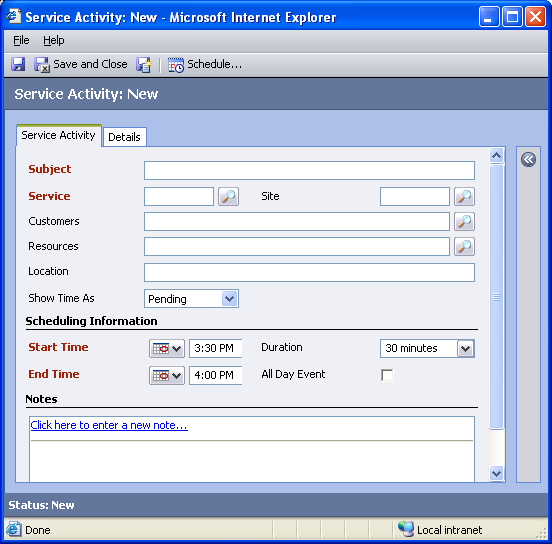 Service Activity: New - Microsoft Internet Explorer
File Help
Save and Close Schedule...
Service Activity: New
Service Activity Details
Subject
Service Site
Customers
Resources
Location
Show Time As Pending
Scheduling Information
Start Time 3:30 PM Duration 30 minutes
End Time 4:00 PM All Day Event
Notes
Click here to enter a new note...
Status: New
Done Local intranet